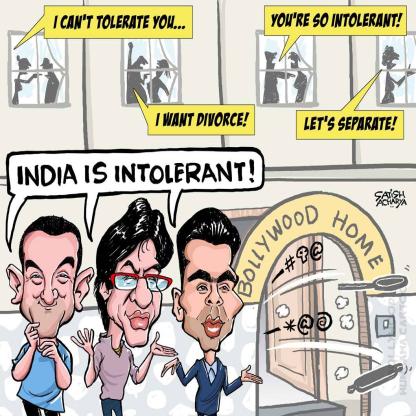 I CAN'T TOLERATE YOU...
YOU'RE SO INTOLERANT!
I WANT DIVORCE!
LET'S SEPARATE!
INDIA IS INTOLERANT!
SATISH
ACHARYA
BOLLYWOOD HOME
_#?@
_*@@